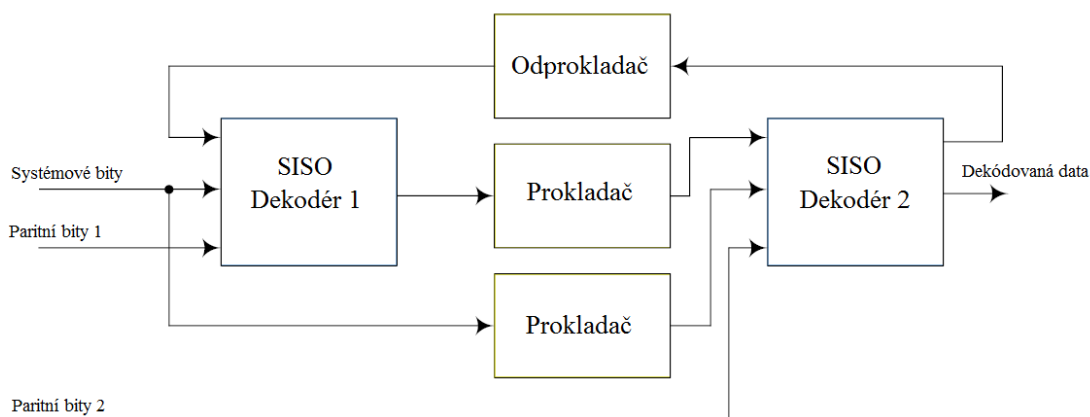 Odprokladač
SISO
Dekodér 1
Prokladač
SISO
Dekodér 2
Systémové bity
Dekódovaná data
Paritní bity 1
Prokladač
Paritní bity 2